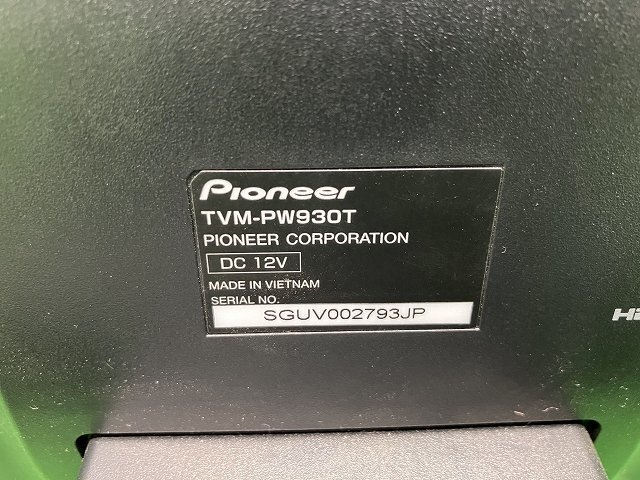 Pioneer
TVM-PW930T
PIONEER CORPORATION
DC 12V
MADE IN VIETNAM
SERIAL NO.
SGUV002793JP